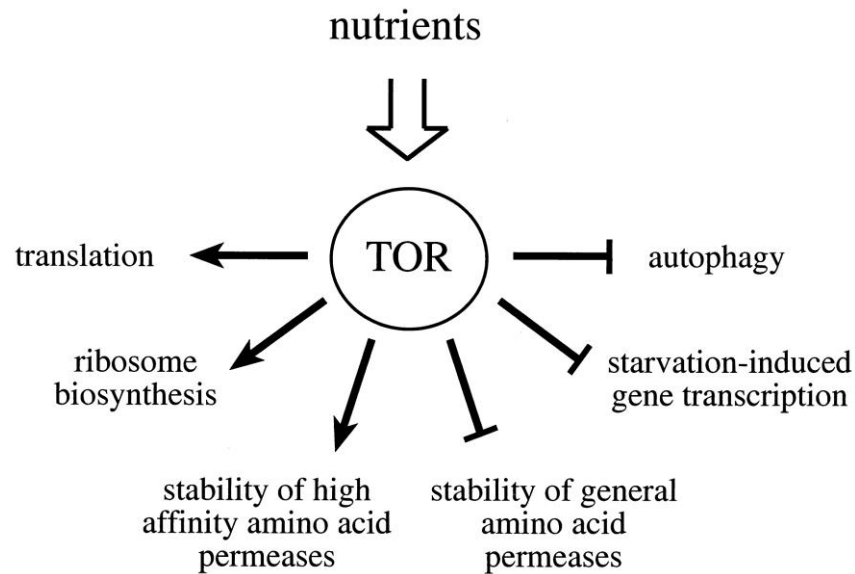 nutrients
TOR
translation
autophagy
ribosome
biosynthesis
starvation-induced
gene transcription
stability of high
affinity amino acid
permeases
stability of general
amino acid
permeases